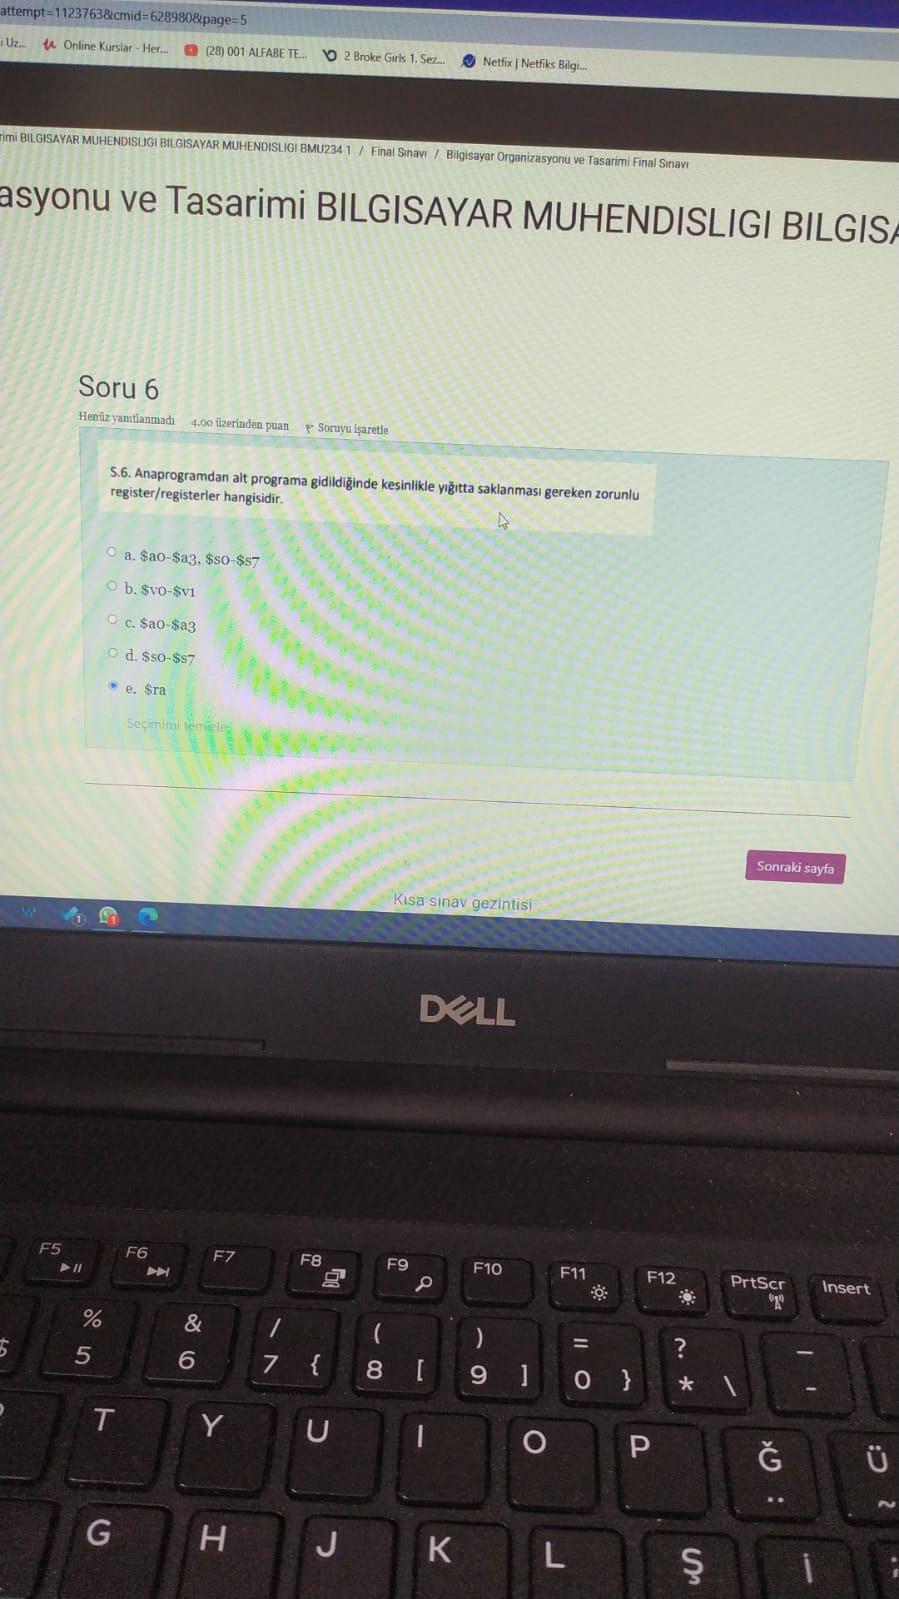 attempt=1123763&cmid=628980&page=5
i Uz...
Online Kurslar - Her...
(28) 001 ALFABE TE...
2 Broke Girls 1. Sez...
Netfix | Netfiks Bilgi...
rimi BILGISAYAR MUHENDISLIGI BILGISAYAR MUHENDISLIGI BMU234 1 / Final Sınavı / Bilgisayar Organizasyonu ve Tasarimi Final Sınavı
asyonu ve Tasarimi BILGISAYAR MUHENDISLIGI BILGISA
Soru 6
Henüz yanıtlanmadı 4.00 üzerinden puan Soruyu işaretle
S.6. Anaprogramdan alt programa gidildiğinde kesinlikle yığıtta saklanması gereken zorunlu
register/registerler hangisidir.
a. $a0-$a3, $s0-$s7
b. $v0-$v1
c. $a0-$a3
d. $s0-$s7
e. $ra
Seçimimi temizle
Sonraki sayfa
Kısa sınav gezintisi
1 1
DELL
F5 F6 F7 F8 F9 F10 F11 F12 PrtScr Insert
% & / ( ) = ? _
5 6 7 { 8 [ 9 ] 0 } * \ -
T Y U I O P Ğ Ü
¨ ~
G H J K L Ş İ